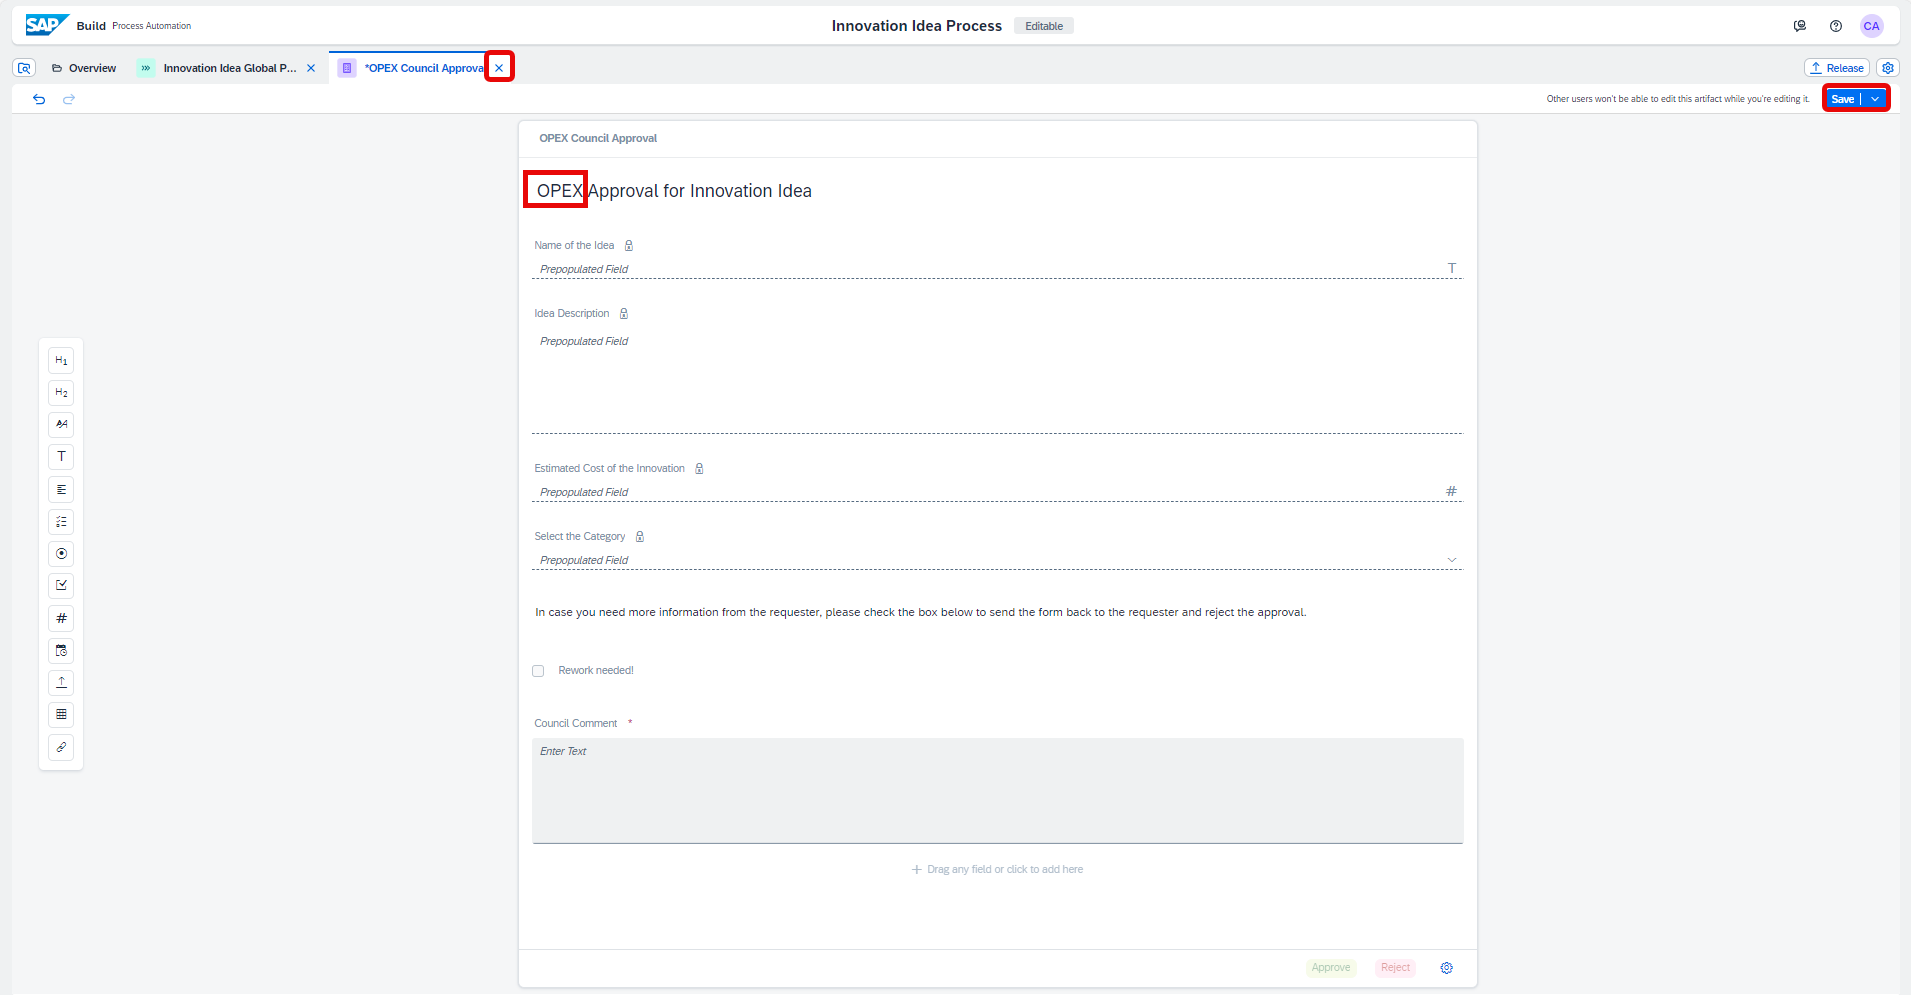 SAP Build Process Automation
Innovation Idea Process Editable
CA
Overview
Innovation Idea Global P...
*OPEX Council Approva
Release
Other users won't be able to edit this artifact while you're editing it.
Save
OPEX Council Approval
OPEX Approval for Innovation Idea
Name of the Idea
Prepopulated Field
T
Idea Description
Prepopulated Field
H1
H2
AA
T
Estimated Cost of the Innovation
Prepopulated Field
#
Select the Category
Prepopulated Field
In case you need more information from the requester, please check the box below to send the form back to the requester and reject the approval.
#
Rework needed!
Council Comment *
Enter Text
+ Drag any field or click to add here
Approve Reject